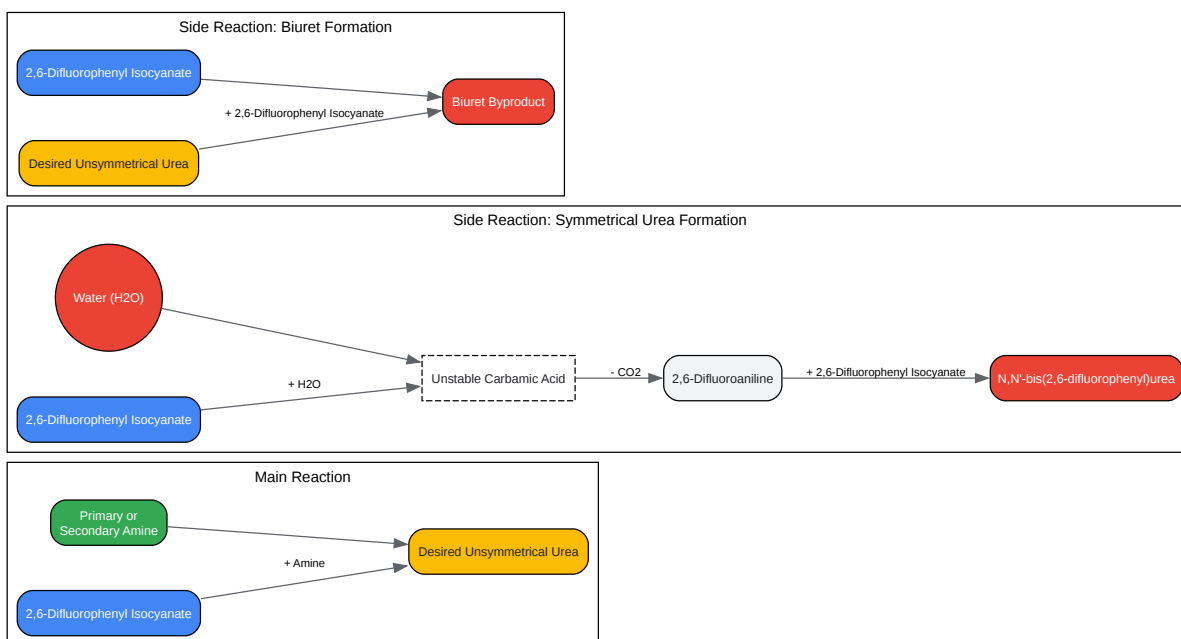 Side Reaction: Biuret Formation
2,6-Difluorophenyl Isocyanate
Biuret Byproduct
+ 2,6-Difluorophenyl Isocyanate
Desired Unsymmetrical Urea
Side Reaction: Symmetrical Urea Formation
Water (H2O)
+ H2O
Unstable Carbamic Acid
- CO2
2,6-Difluoroaniline
+ 2,6-Difluorophenyl Isocyanate
N,N'-bis(2,6-difluorophenyl)urea
2,6-Difluorophenyl Isocyanate
Main Reaction
Primary or
Secondary Amine
Desired Unsymmetrical Urea
+ Amine
2,6-Difluorophenyl Isocyanate